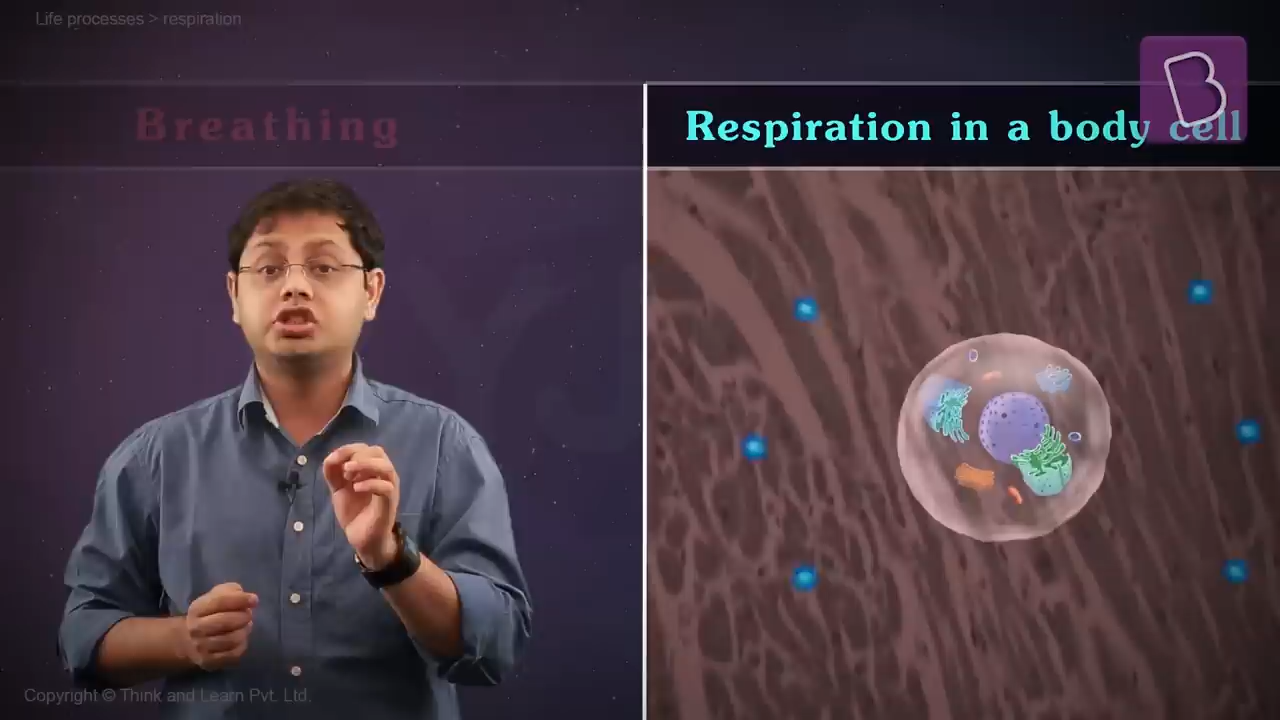 Life processes > respiration
Breathing
Respiration in a body cell
B
Copyright © Think and Learn Pvt. Ltd.